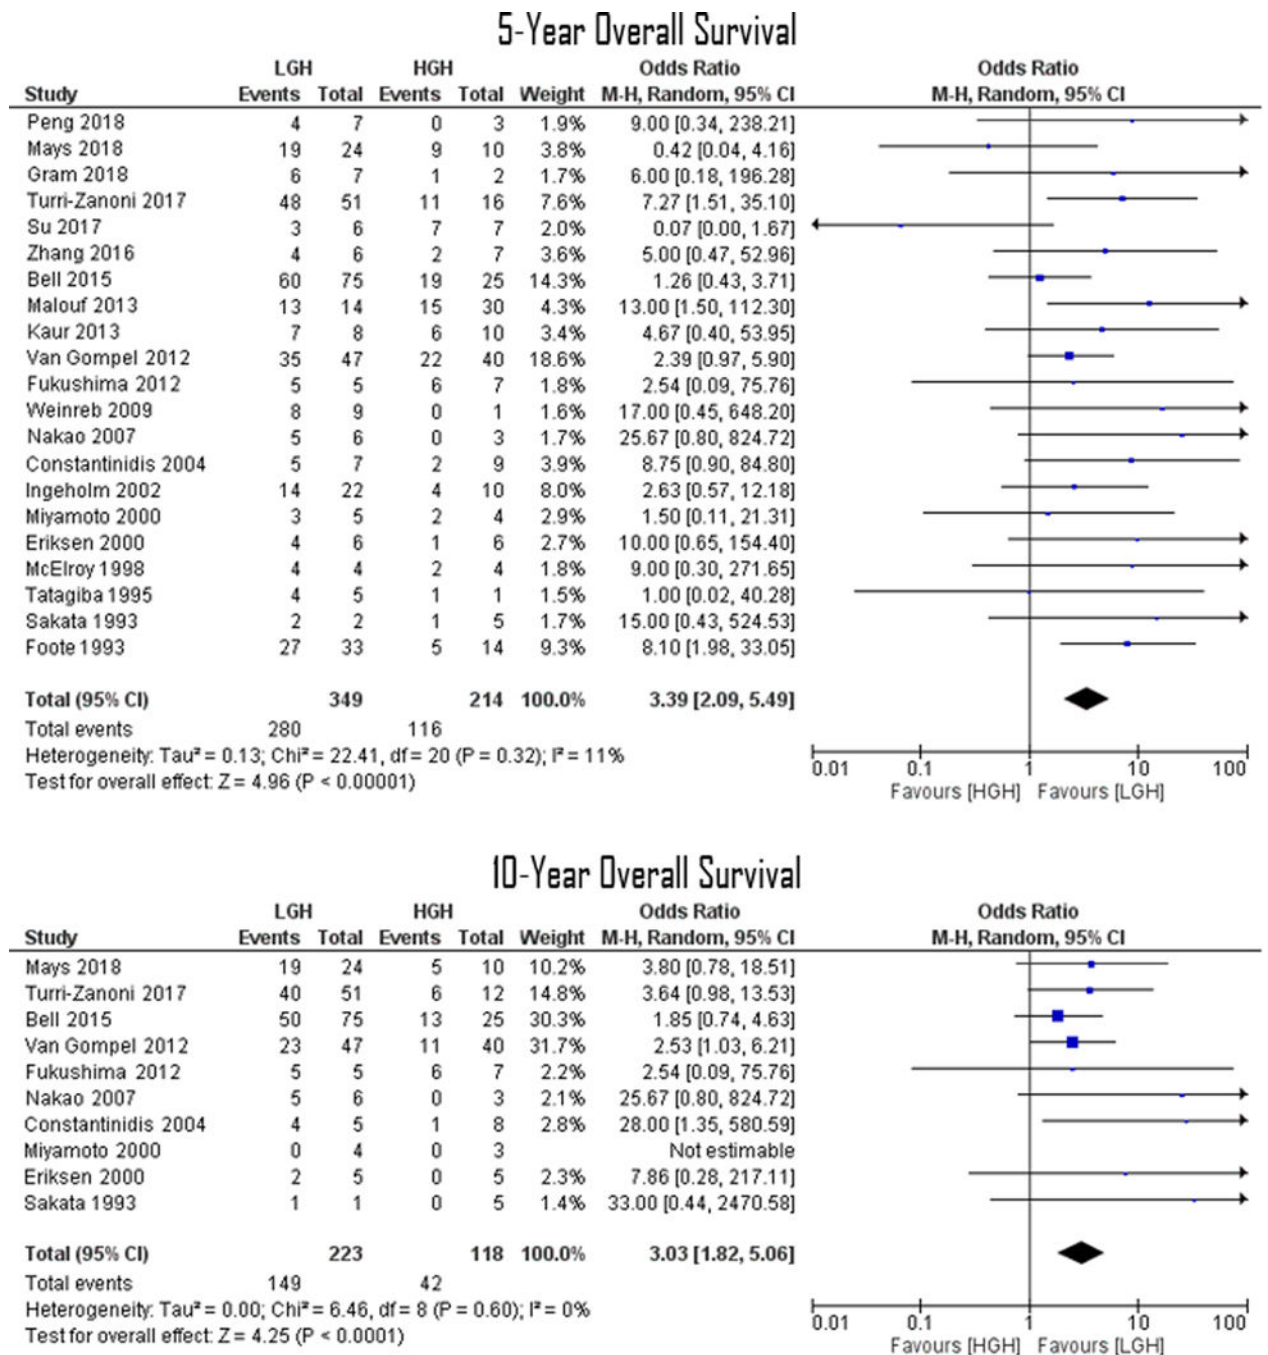 5-Year Overall Survival
LGH HGH Odds Ratio Odds Ratio
Study Events Total Events Total Weight M-H, Random, 95% CI M-H, Random, 95% CI
Peng 2018 4 7 0 3 1.9% 9.00 [0.34, 238.21]
Mays 2018 19 24 9 10 3.8% 0.42 [0.04, 4.16]
Gram 2018 6 7 1 2 1.7% 6.00 [0.18, 196.28]
Turri-Zanoni 2017 48 51 11 16 7.6% 7.27 [1.51, 35.10]
Su 2017 3 6 7 7 2.0% 0.07 [0.00, 1.67]
Zhang 2016 4 6 2 7 3.6% 5.00 [0.47, 52.96]
Bell 2015 60 75 19 25 14.3% 1.26 [0.43, 3.71]
Malouf 2013 13 14 15 30 4.3% 13.00 [1.50, 112.30]
Kaur 2013 7 8 6 10 3.4% 4.67 [0.40, 53.95]
Van Gompel 2012 35 47 22 40 18.6% 2.39 [0.97, 5.90]
Fukushima 2012 5 5 6 7 1.8% 2.54 [0.09, 75.76]
Weinreb 2009 8 9 0 1 1.6% 17.00 [0.45, 648.20]
Nakao 2007 5 6 0 3 1.7% 25.67 [0.80, 824.72]
Constantinidis 2004 5 7 2 9 3.9% 8.75 [0.90, 84.80]
Ingeholm 2002 14 22 4 10 8.0% 2.63 [0.57, 12.18]
Miyamoto 2000 3 5 2 4 2.9% 1.50 [0.11, 21.31]
Eriksen 2000 4 6 1 6 2.7% 10.00 [0.65, 154.40]
McElroy 1998 4 4 2 4 1.8% 9.00 [0.30, 271.65]
Tatagiba 1995 4 5 1 1 1.5% 1.00 [0.02, 40.28]
Sakata 1993 2 2 1 5 1.7% 15.00 [0.43, 524.53]
Foote 1993 27 33 5 14 9.3% 8.10 [1.98, 33.05]
Total (95% CI) 349 214 100.0% 3.39 [2.09, 5.49]
Total events 280 116
Heterogeneity: Tau² = 0.13; Chi² = 22.41, df = 20 (P = 0.32); I² = 11%
Test for overall effect: Z = 4.96 (P < 0.00001)
0.01 0.1 1 10 100
Favours [HGH] Favours [LGH]
10-Year Overall Survival
LGH HGH Odds Ratio Odds Ratio
Study Events Total Events Total Weight M-H, Random, 95% CI M-H, Random, 95% CI
Mays 2018 19 24 5 10 10.2% 3.80 [0.78, 18.51]
Turri-Zanoni 2017 40 51 6 12 14.8% 3.64 [0.98, 13.53]
Bell 2015 50 75 13 25 30.3% 1.85 [0.74, 4.63]
Van Gompel 2012 23 47 11 40 31.7% 2.53 [1.03, 6.21]
Fukushima 2012 5 5 6 7 2.2% 2.54 [0.09, 75.76]
Nakao 2007 5 6 0 3 2.1% 25.67 [0.80, 824.72]
Constantinidis 2004 4 5 1 8 2.8% 28.00 [1.35, 580.59]
Miyamoto 2000 0 4 0 3 Not estimable
Eriksen 2000 2 5 0 5 2.3% 7.86 [0.28, 217.11]
Sakata 1993 1 1 0 5 1.4% 33.00 [0.44, 2470.58]
Total (95% CI) 223 118 100.0% 3.03 [1.82, 5.06]
Total events 149 42
Heterogeneity: Tau² = 0.00; Chi² = 6.46, df = 8 (P = 0.60); I² = 0%
Test for overall effect: Z = 4.25 (P < 0.0001)
0.01 0.1 1 10 100
Favours [HGH] Favours [LGH]